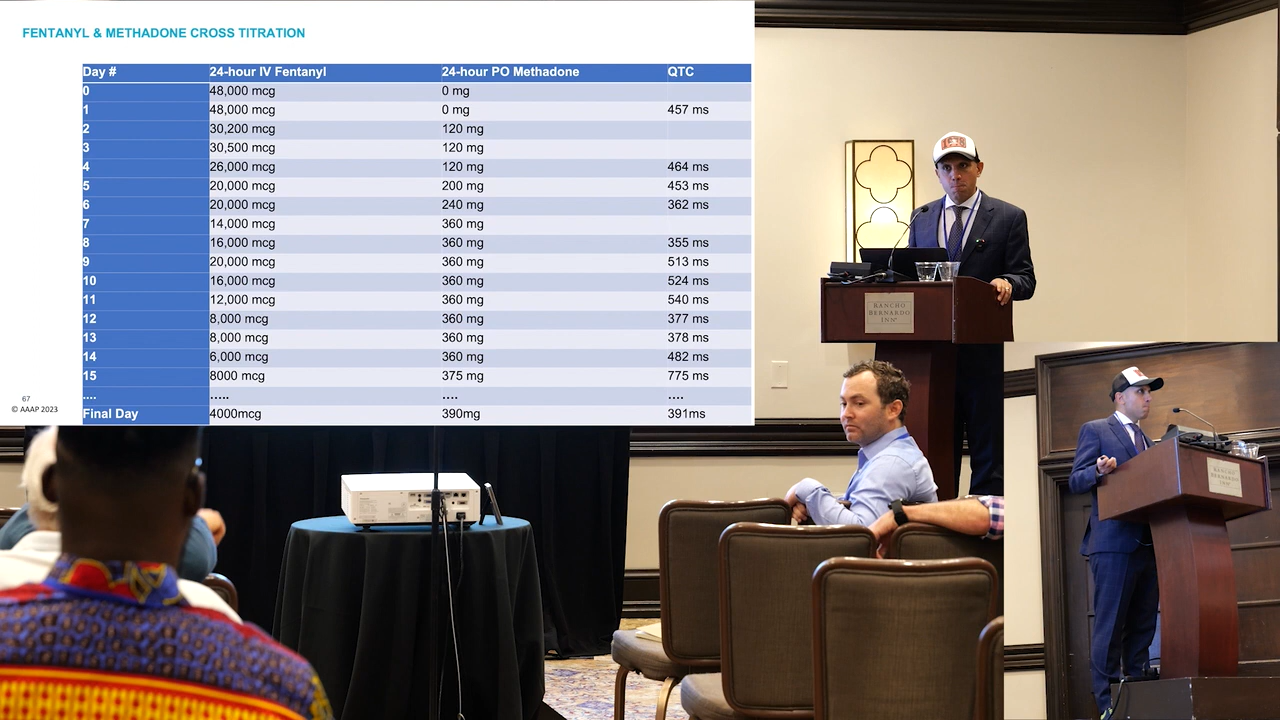 FENTANYL & METHADONE CROSS TITRATION
Day # 24-hour IV Fentanyl 24-hour PO Methadone QTC
0 48,000 mcg 0 mg
1 48,000 mcg 0 mg 457 ms
2 30,200 mcg 120 mg
3 30,500 mcg 120 mg
4 26,000 mcg 120 mg 464 ms
5 20,000 mcg 200 mg 453 ms
6 20,000 mcg 240 mg 362 ms
7 14,000 mcg 360 mg
8 16,000 mcg 360 mg 355 ms
9 20,000 mcg 360 mg 513 ms
10 16,000 mcg 360 mg 524 ms
11 12,000 mcg 360 mg 540 ms
12 8,000 mcg 360 mg 377 ms
13 8,000 mcg 360 mg 378 ms
14 6,000 mcg 360 mg 482 ms
15 8000 mcg 375 mg 775 ms
.... ..... .... ....
Final Day 4000mcg 390mg 391ms
67
© AAAP 2023
RANCHO
BERNARDO
INN